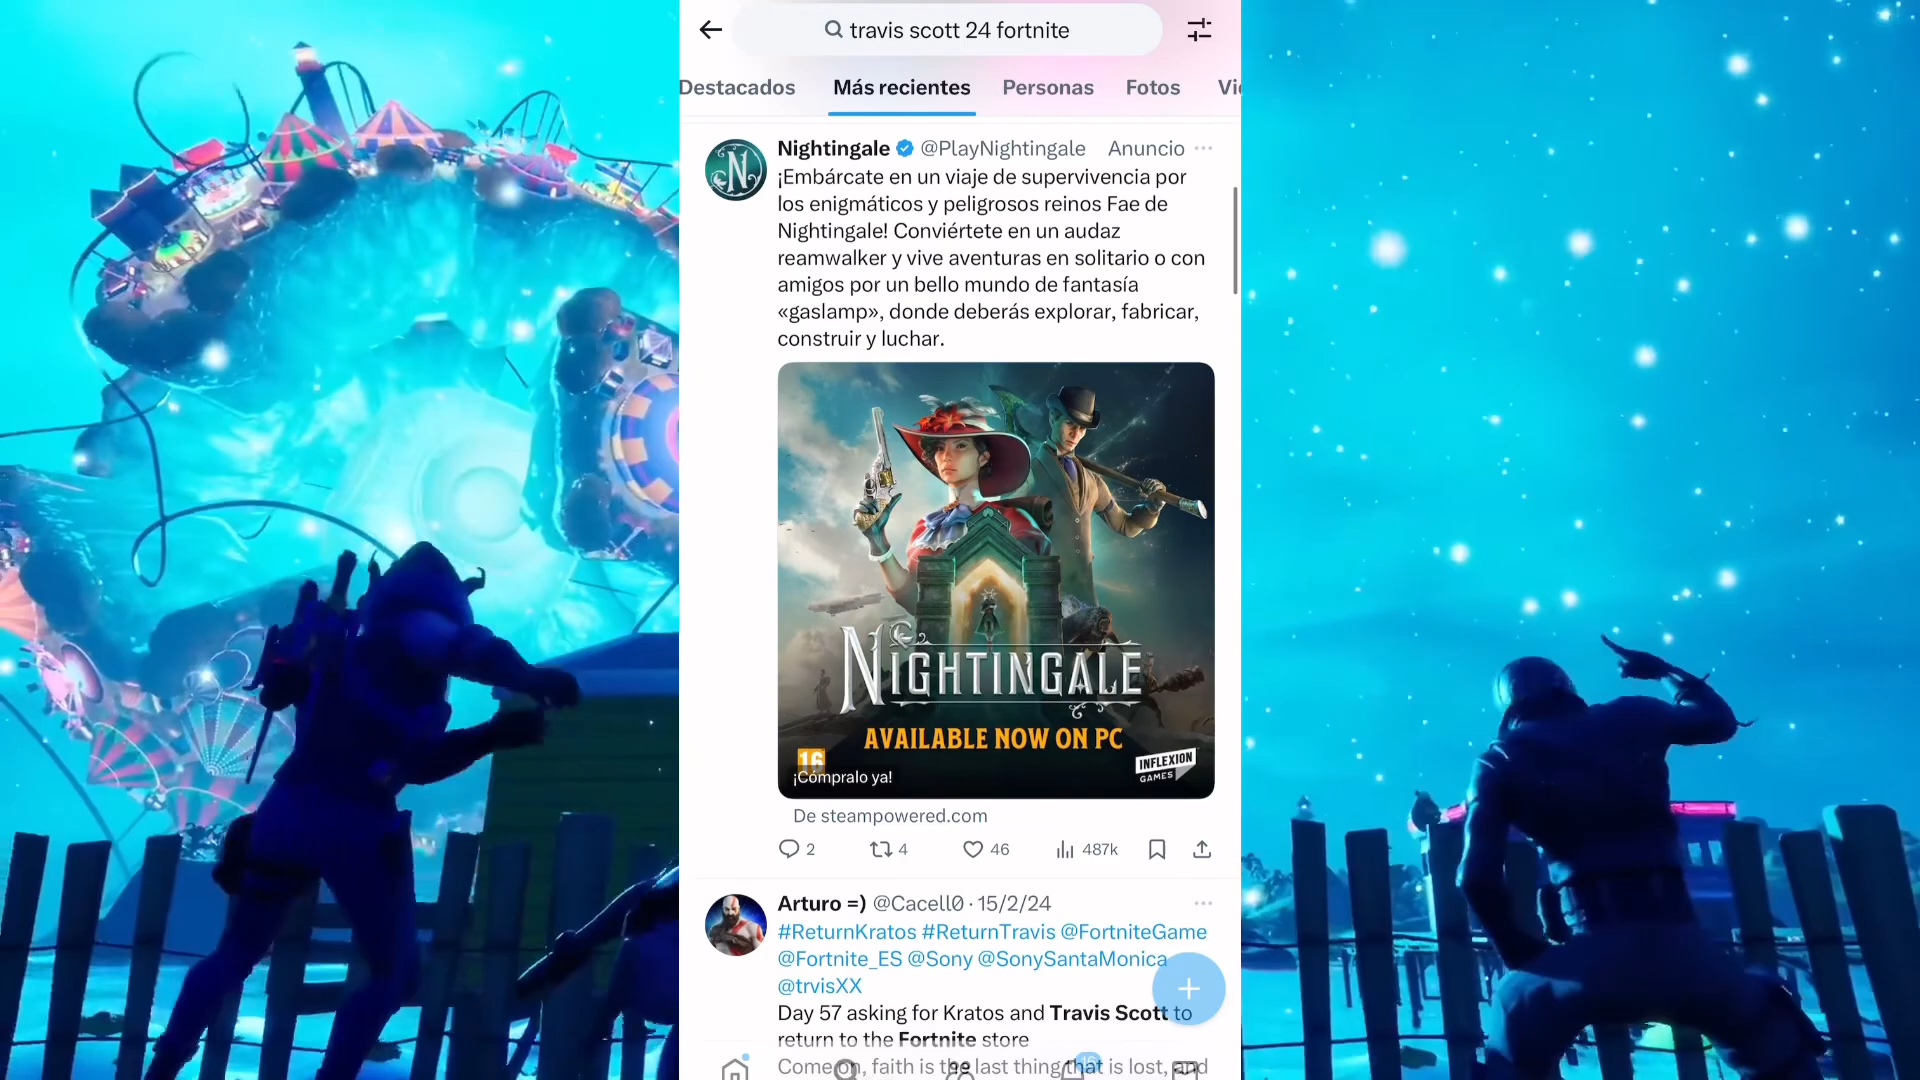 travis scott 24 fortnite
Destacados Más recientes Personas Fotos
Nightingale @PlayNightingale Anuncio
¡Embárcate en un viaje de supervivencia por
los enigmáticos y peligrosos reinos Fae de
Nightingale! Conviértete en un audaz
reamwalker y vive aventuras en solitario o con
amigos por un bello mundo de fantasía
«gaslamp», donde deberás explorar, fabricar,
construir y luchar.
N
NIGHTINGALE
AVAILABLE NOW ON PC
16
INFLEXION
GAMES
¡Cómpralo ya!
De steampowered.com
2 4 46 487k
Arturo =) @Cacell0 · 15/2/24
#ReturnKratos #ReturnTravis @FortniteGame
@Fortnite_ES @Sony @SonySantaMonica
@trvisXX
Day 57 asking for Kratos and Travis Scott to
return to the Fortnite store
Come on, faith is the last thing that is lost, and